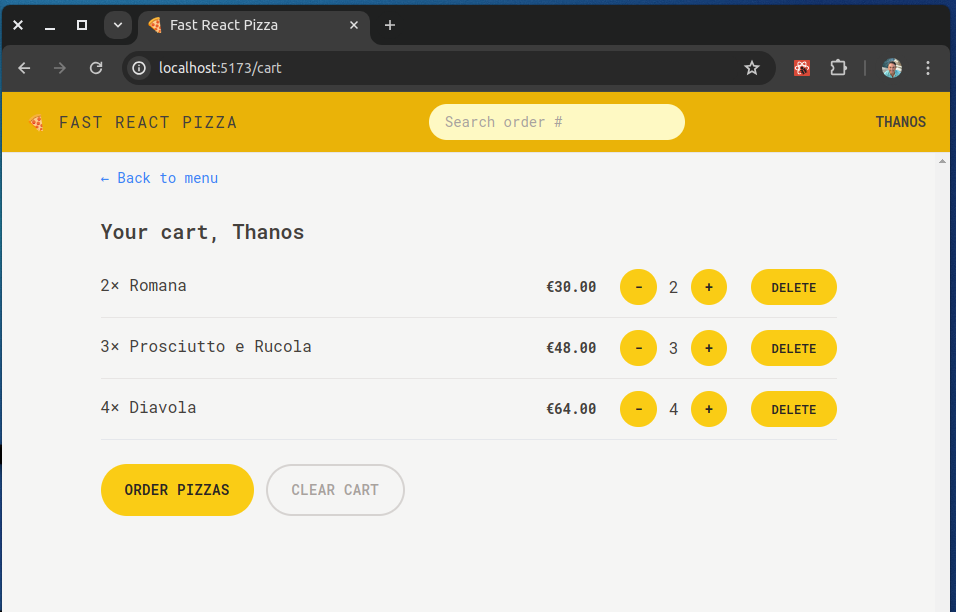 Fast React Pizza
localhost:5173/cart
FAST REACT PIZZA
Search order #
THANOS
← Back to menu
Your cart, Thanos
2× Romana €30.00 - 2 + DELETE
3× Prosciutto e Rucola €48.00 - 3 + DELETE
4× Diavola €64.00 - 4 + DELETE
ORDER PIZZAS CLEAR CART